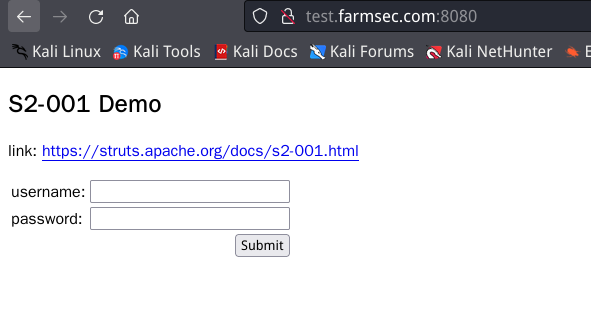 test.farmsec.com:8080
Kali Linux Kali Tools Kali Docs Kali Forums Kali NetHunter E
S2-001 Demo
link: https://struts.apache.org/docs/s2-001.html
username:
password:
Submit